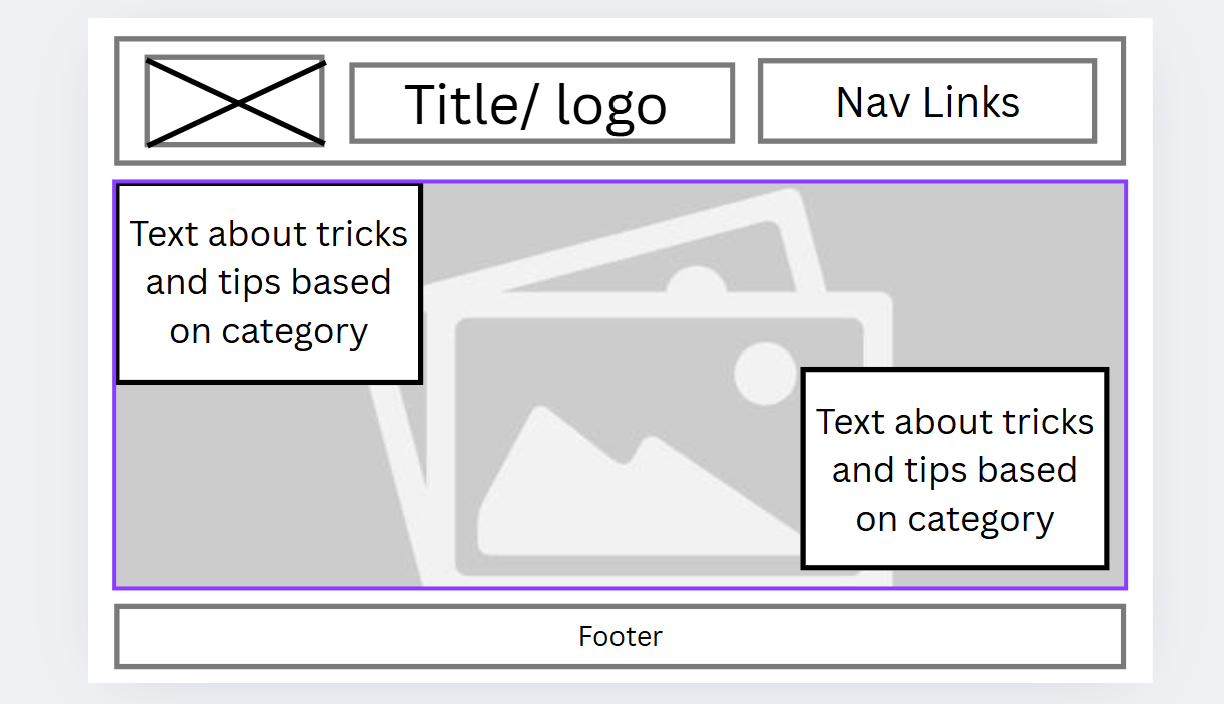 Title/ logo
Nav Links
Text about tricks
and tips based
on category
Text about tricks
and tips based
on category
Footer